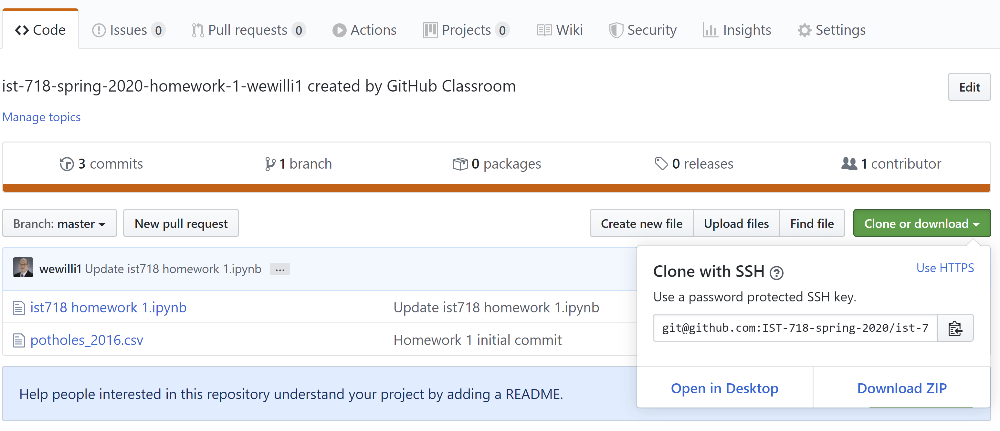 Code Issues 0 Pull requests 0 Actions Projects 0 Wiki Security Insights Settings
ist-718-spring-2020-homework-1-wewilli1 created by GitHub Classroom Edit
Manage topics
3 commits 1 branch 0 packages 0 releases 1 contributor
Branch: master New pull request Create new file Upload files Find file Clone or download
wewilli1 Update ist718 homework 1.ipynb ...
ist718 homework 1.ipynb Update ist718 homework 1.ipynb
potholes_2016.csv Homework 1 initial commit
Help people interested in this repository understand your project by adding a README.
Clone with SSH ? Use HTTPS
Use a password protected SSH key.
git@github.com:IST-718-spring-2020/ist-7
Open in Desktop Download ZIP